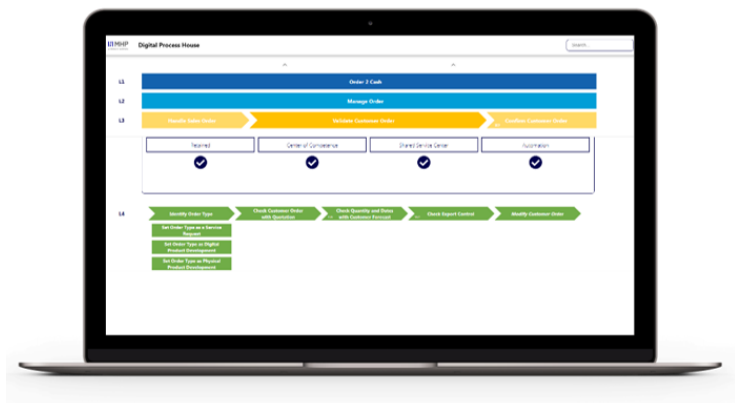 MHP
Digital Process House
Search...
L1
Order 2 Cash
L2
Manage Order
L3
Handle Sales Order
Validate Customer Order
Confirm Customer Order
Retained
Center of Competence
Shared Service Center
Automation
L4
Identify Order Type
Check Customer Order
with Quotation
Check Quantity and Dates
with Customer Forecast
Check Export Control
Modify Customer Order
Set Order Type as a Service
Request
Set Order Type as Digital
Product Development
Set Order Type as Physical
Product Development